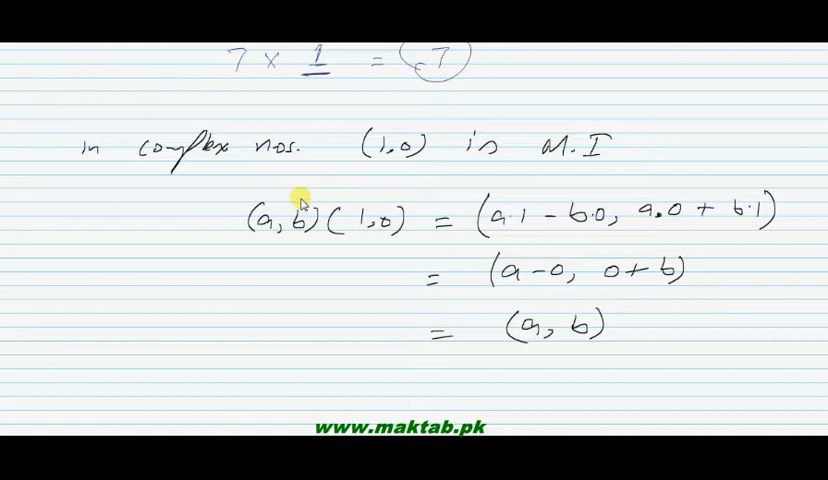 7 × 1 = 7
in complex nos. (1,0) is M.I
(a, b)(1,0) = (a.1 - b.0, a.0 + b.1)
= (a-0, 0+b)
= (a, b)
www.maktab.pk